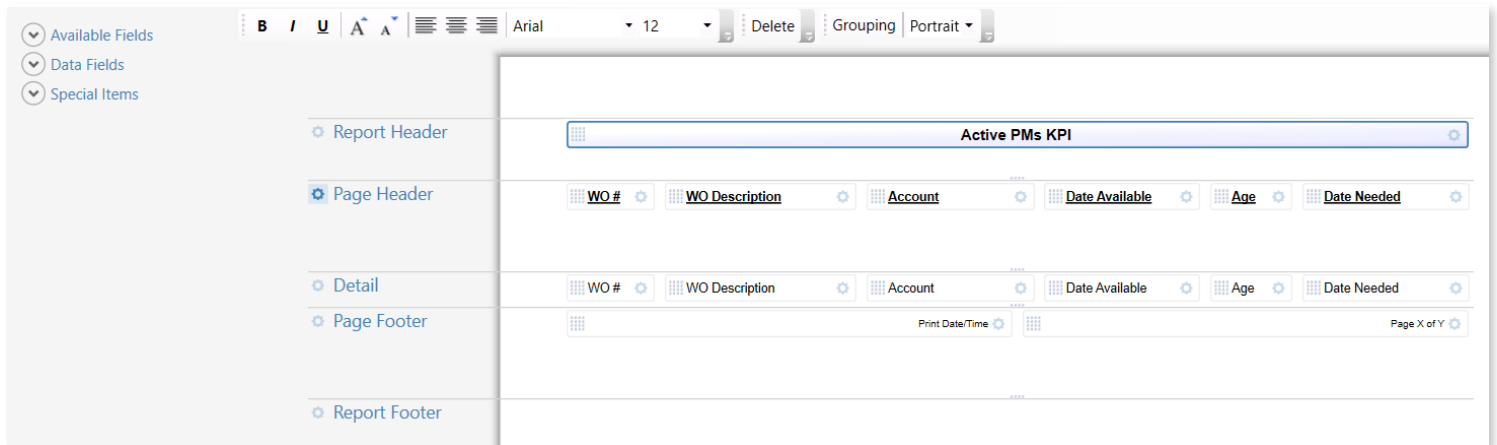 B I U A A Arial 12 Delete Grouping Portrait
Available Fields
Data Fields
Special Items
Report Header Active PMs KPI
Page Header WO # WO Description Account Date Available Age Date Needed
Detail WO # WO Description Account Date Available Age Date Needed
Page Footer Print Date/Time Page X of Y
Report Footer